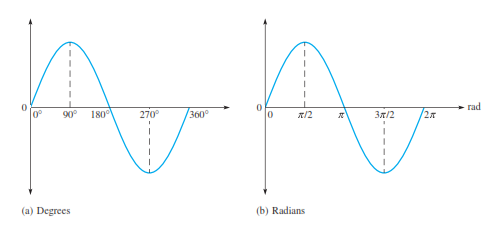 0
0° 90° 180° 270° 360°
(a) Degrees
0
0 π/2 π 3π/2 2π rad
(b) Radians